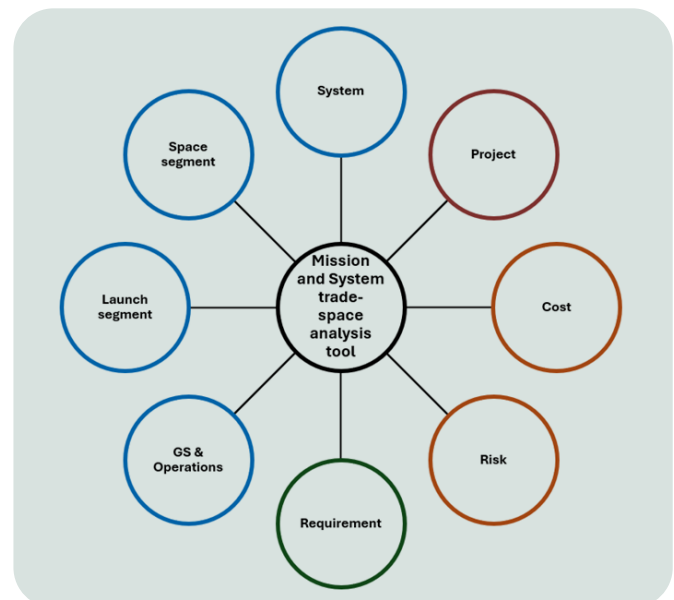 System
Space
segment
Project
Mission
and System
trade-
space
analysis
tool
Launch
segment
Cost
GS &
Operations
Risk
Requirement